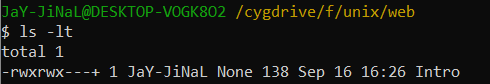 JaY-JiNaL@DESKTOP-VOGK8O2 /cygdrive/f/unix/web
$ ls -lt
total 1
-rwxrwx---+ 1 JaY-JiNaL None 138 Sep 16 16:26 Intro